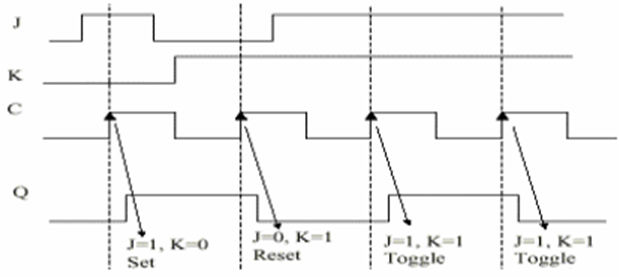 J
K
C
Q
J=1, K=0
Set
J=0, K=1
Reset
J=1, K=1
Toggle
J=1, K=1
Toggle